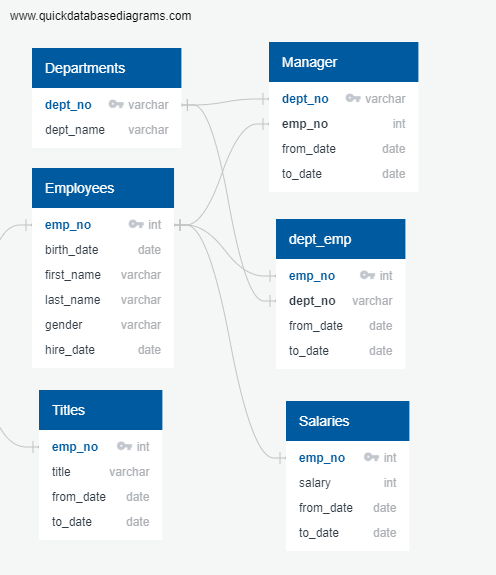 www.quickdatabasediagrams.com
Departments
dept_no varchar
dept_name varchar
Manager
dept_no varchar
emp_no int
from_date date
to_date date
Employees
emp_no int
birth_date date
first_name varchar
last_name varchar
gender varchar
hire_date date
dept_emp
emp_no int
dept_no varchar
from_date date
to_date date
Titles
emp_no int
title varchar
from_date date
to_date date
Salaries
emp_no int
salary int
from_date date
to_date date